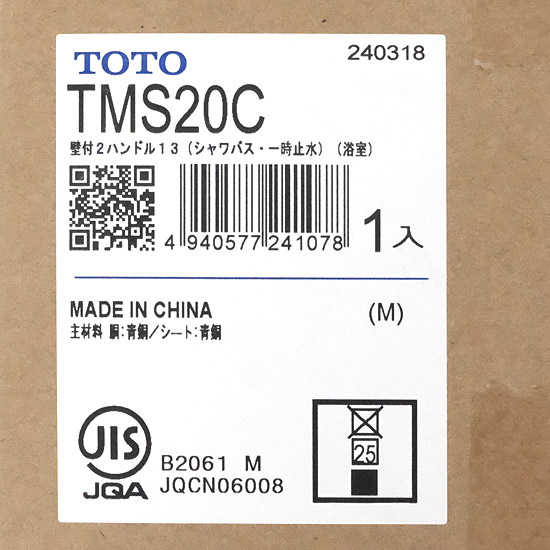 TOTO
240318
TMS20C
壁付2ハンドル13(シャワバス・一時止水)(浴室)
4 940577 241078
1入
MADE IN CHINA
(M)
主材料 胴:青銅/シート:青銅
JIS
JQA
B2061 M
JQCN06008
25